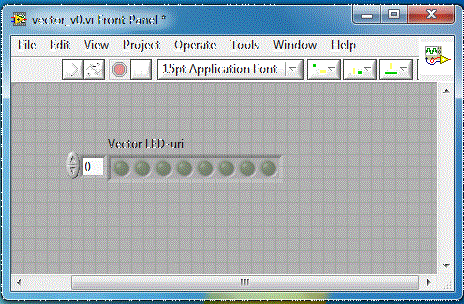 vector_v0.vi Front Panel *
File Edit View Project Operate Tools Window Help
15pt Application Font
Vector LED-uri
0